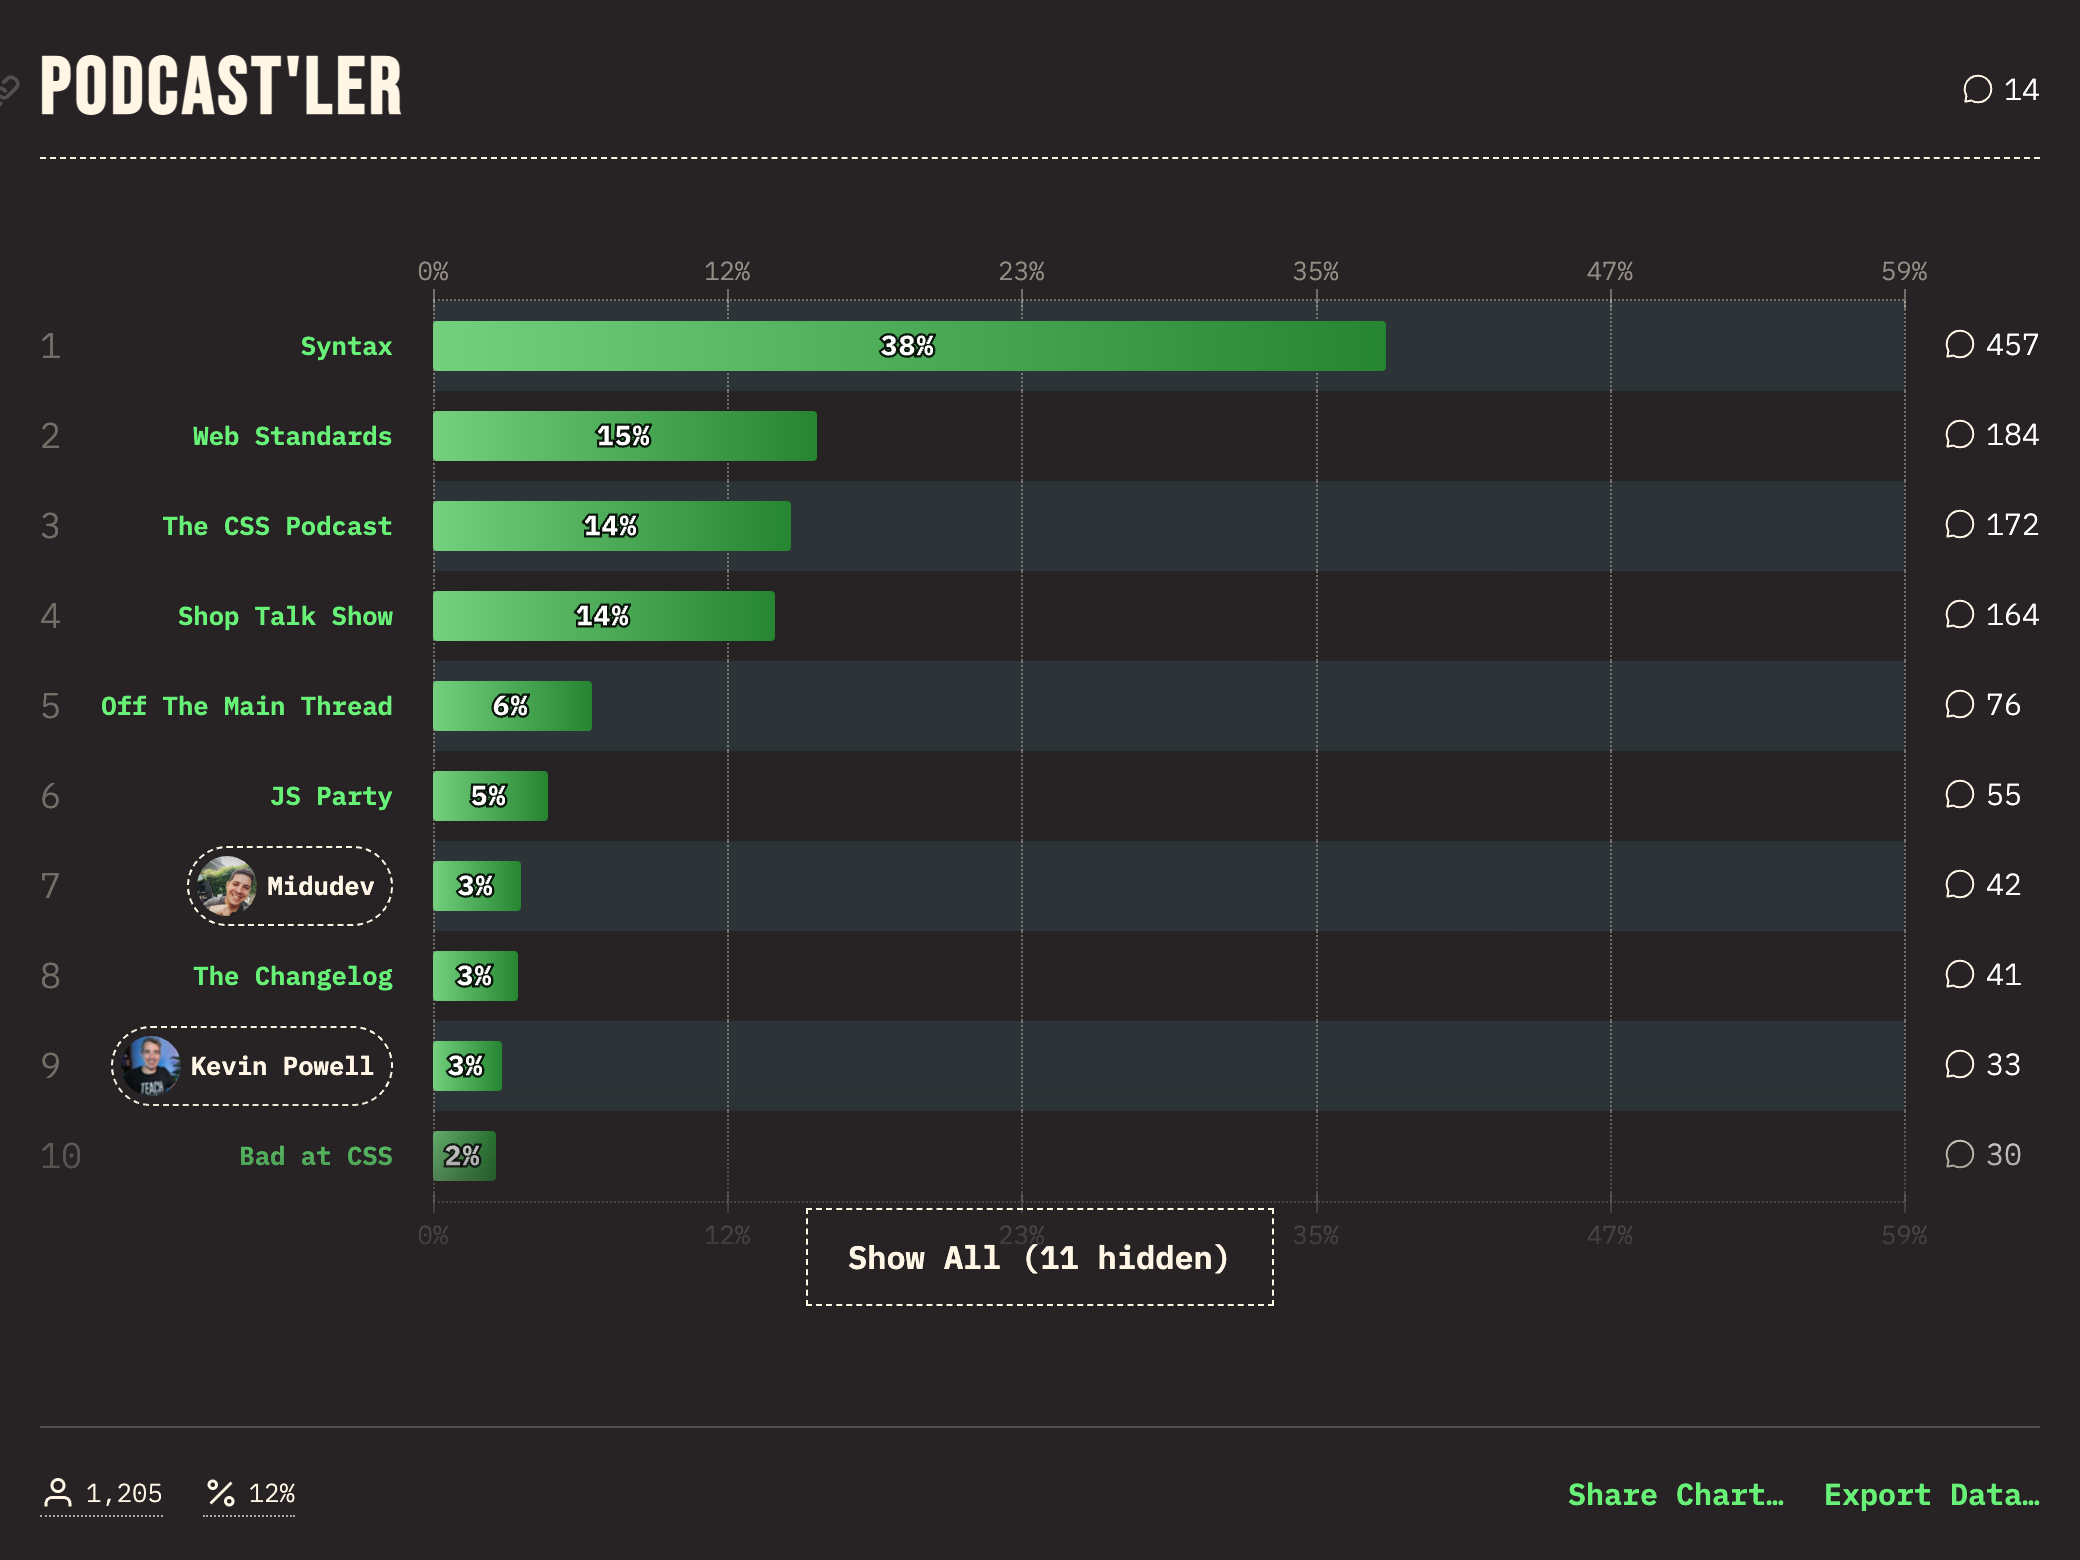 PODCAST'LER
14
0% 12% 23% 35% 47% 59%
1 Syntax 38% 457
2 Web Standards 15% 184
3 The CSS Podcast 14% 172
4 Shop Talk Show 14% 164
5 Off The Main Thread 6% 76
6 JS Party 5% 55
7 Midudev 3% 42
8 The Changelog 3% 41
9 Kevin Powell 3% 33
TEACH
10 Bad at CSS 2% 30
0% 12% 23% 35% 47% 59%
Show All (11 hidden)
1,205 12% Share Chart… Export Data…